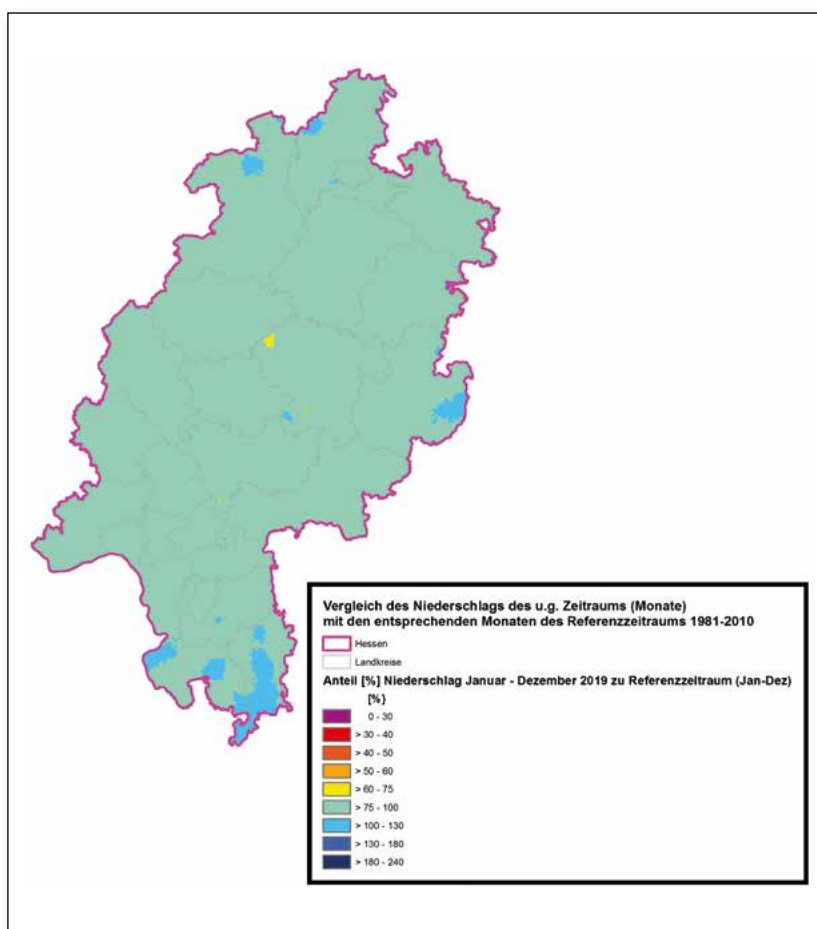 Vergleich des Niederschlags des u.g. Zeitraums (Monate)
mit den entsprechenden Monaten des Referenzzeitraums 1981-2010
Hessen
Landkreise
Anteil [%] Niederschlag Januar - Dezember 2019 zu Referenzzeitraum (Jan-Dez)
[%}
0 - 30
> 30 - 40
> 40 - 50
> 50 - 60
> 60 - 75
> 75 - 100
> 100 - 130
> 130 - 180
> 180 - 240